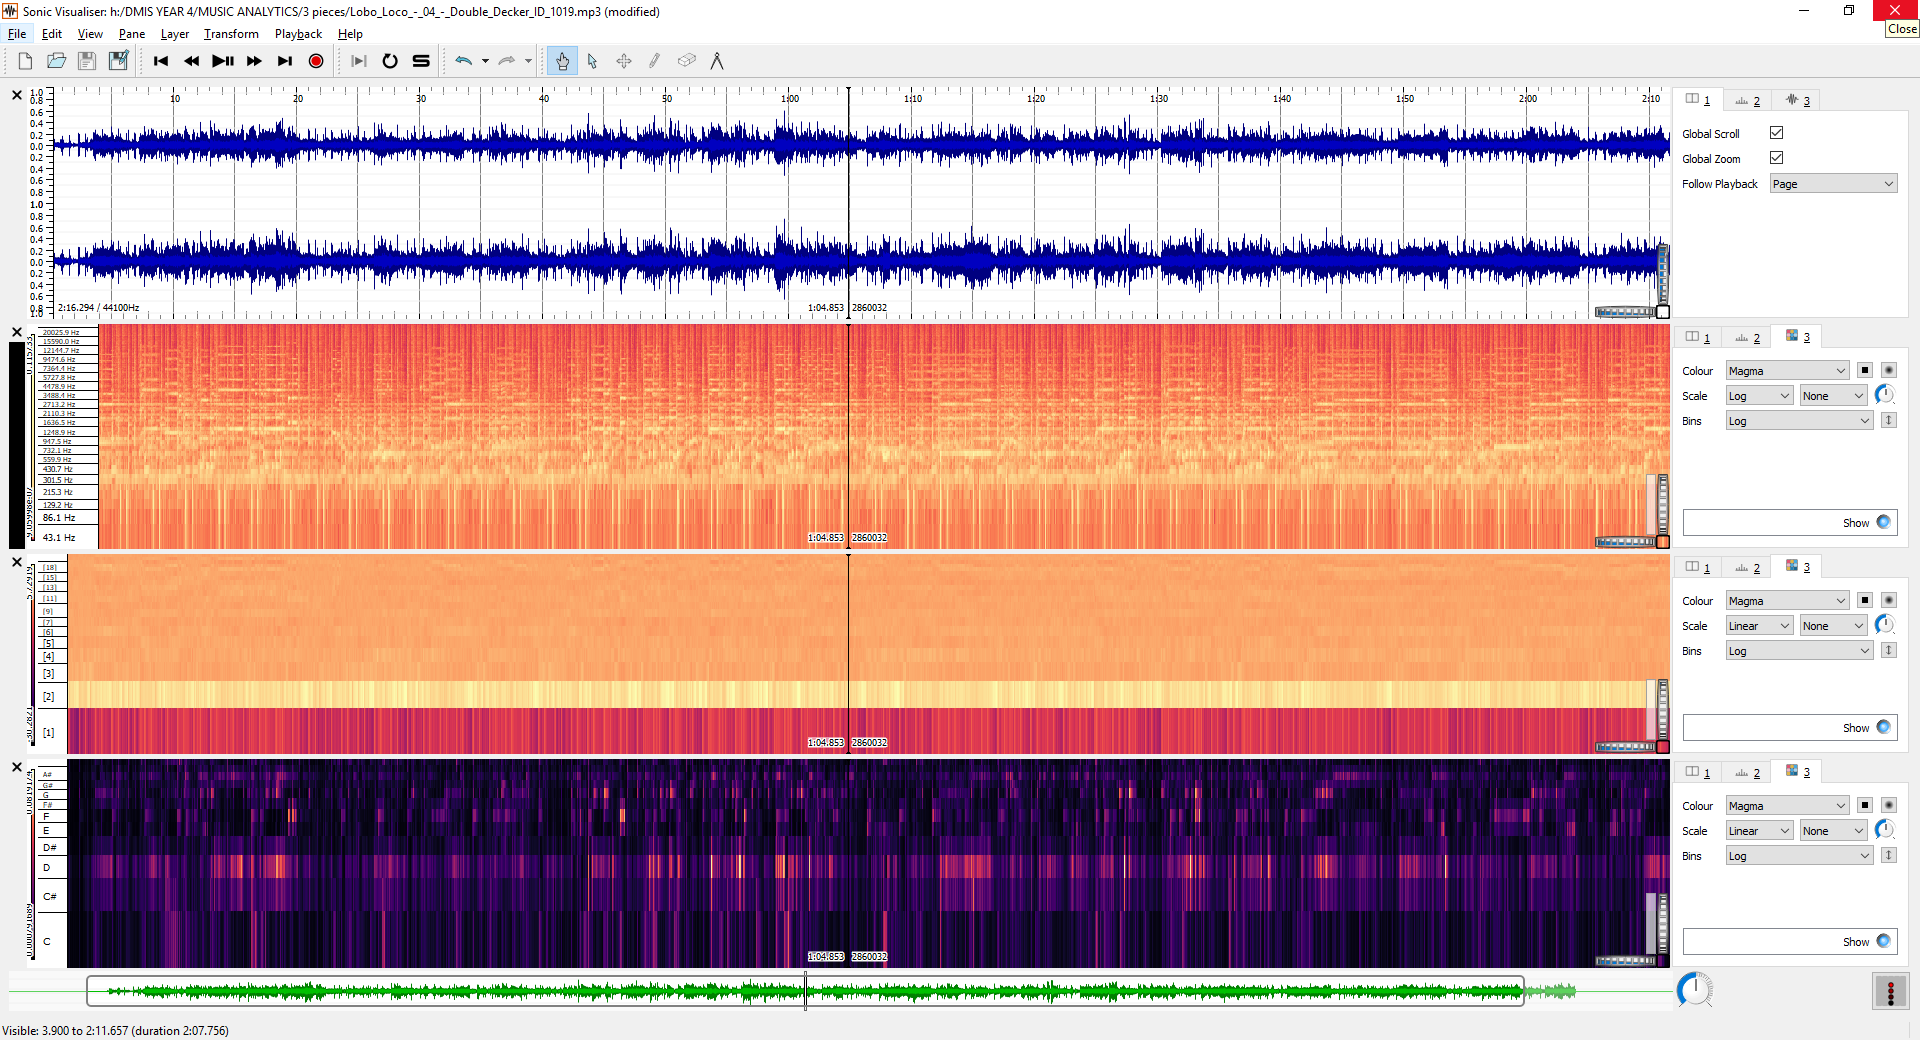 Sonic Visualiser: h:/DMIS YEAR 4/MUSIC ANALYTICS/3 pieces/Lobo_Loco_-_04_-_Double_Decker_ID_1019.mp3 (modified)
Close
File Edit View Pane Layer Transform Playback Help
10 20 30 40 50 1:00 1:10 1:20 1:30 1:40 1:50 2:00 2:10
1.0
0.8
0.6
0.4
0.2
0.0
0.2
0.4
0.6
0.8
1.0
0.8
0.6
0.4
0.2
0.0
0.2
0.4
0.6
0.8
1.0
2:16.294 / 44100Hz
1:04.853 2860032
1 2 3
Global Scroll
Global Zoom
Follow Playback Page
20025.9 Hz
15590.0 Hz
12144.7 Hz
9474.6 Hz
7364.4 Hz
5727.8 Hz
4478.9 Hz
3488.4 Hz
2713.2 Hz
2110.3 Hz
1636.5 Hz
1248.9 Hz
947.5 Hz
732.1 Hz
559.9 Hz
430.7 Hz
301.5 Hz
215.3 Hz
129.2 Hz
86.1 Hz
43.1 Hz
1:04.853 2860032
1 2 3
Colour Magma
Scale Log None
Bins Log
Show
[18]
[15]
[13]
[11]
[9]
[7]
[6]
[5]
[4]
[3]
[2]
[1]
1:04.853 2860032
1 2 3
Colour Magma
Scale Linear None
Bins Log
Show
A#
G#
G
F#
F
E
D#
D
C#
C
1:04.853 2860032
1 2 3
Colour Magma
Scale Linear None
Bins Log
Show
Visible: 3.900 to 2:11.657 (duration 2:07.756)